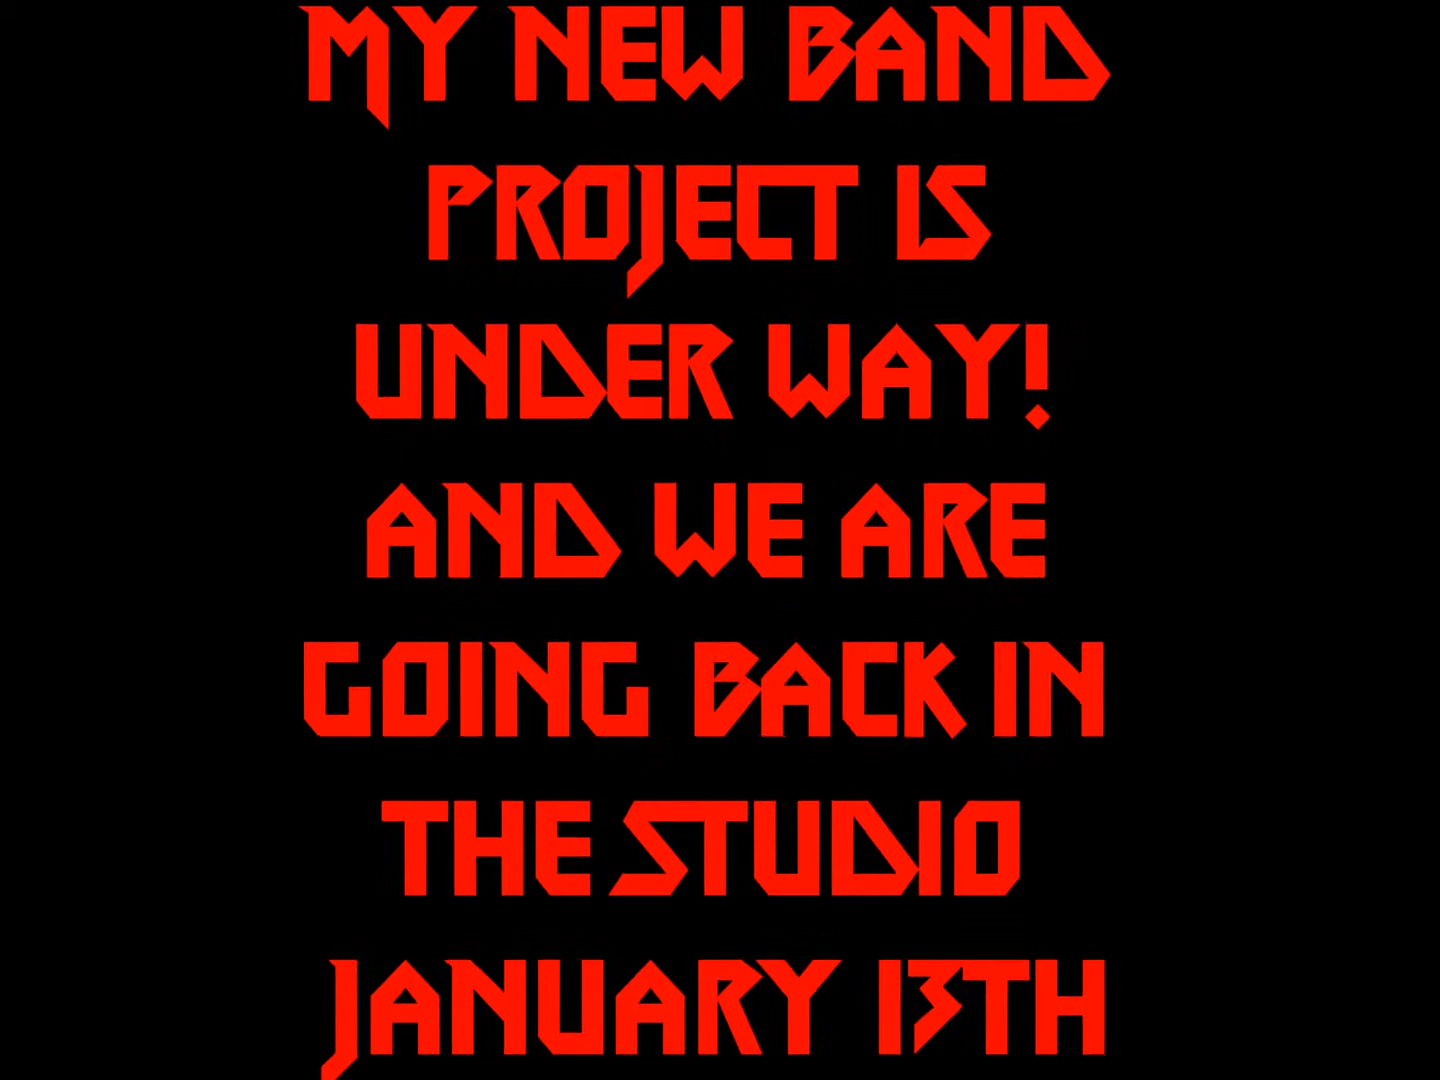 MY NEW BAND
PROJECT IS
UNDER WAY!
AND WE ARE
GOING BACK IN
THE STUDIO
JANUARY 13TH